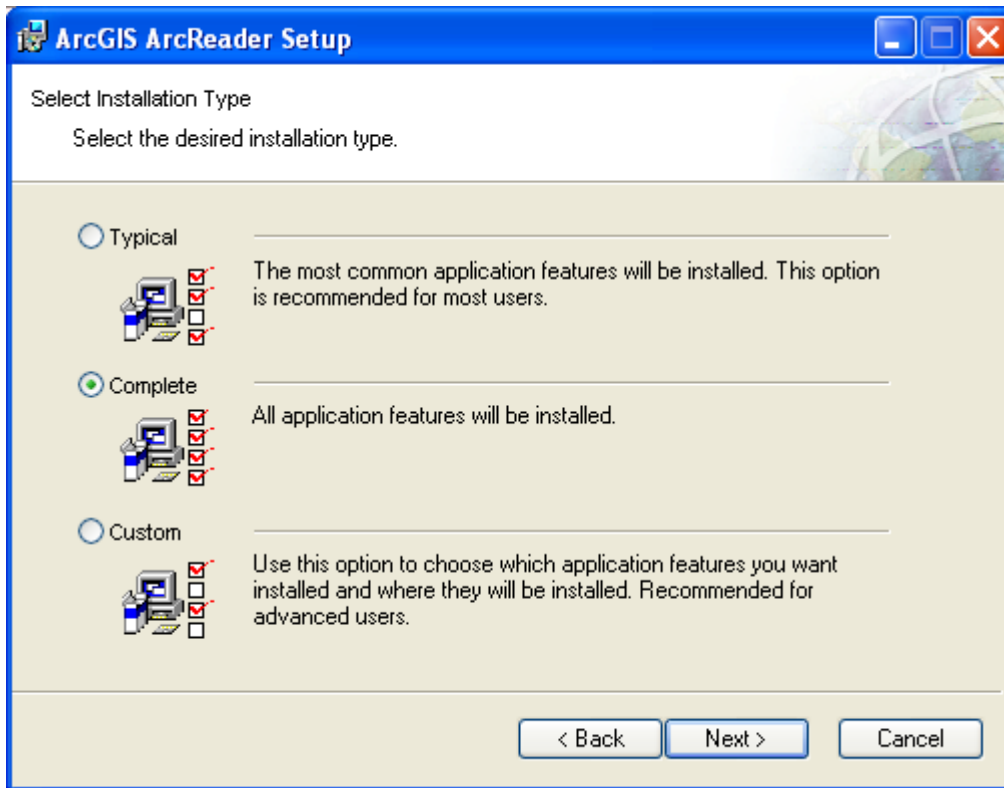 ArcGIS ArcReader Setup
Select Installation Type
Select the desired installation type.
Typical
The most common application features will be installed. This option
is recommended for most users.
Complete
All application features will be installed.
Custom
Use this option to choose which application features you want
installed and where they will be installed. Recommended for
advanced users.
< Back
Next >
Cancel